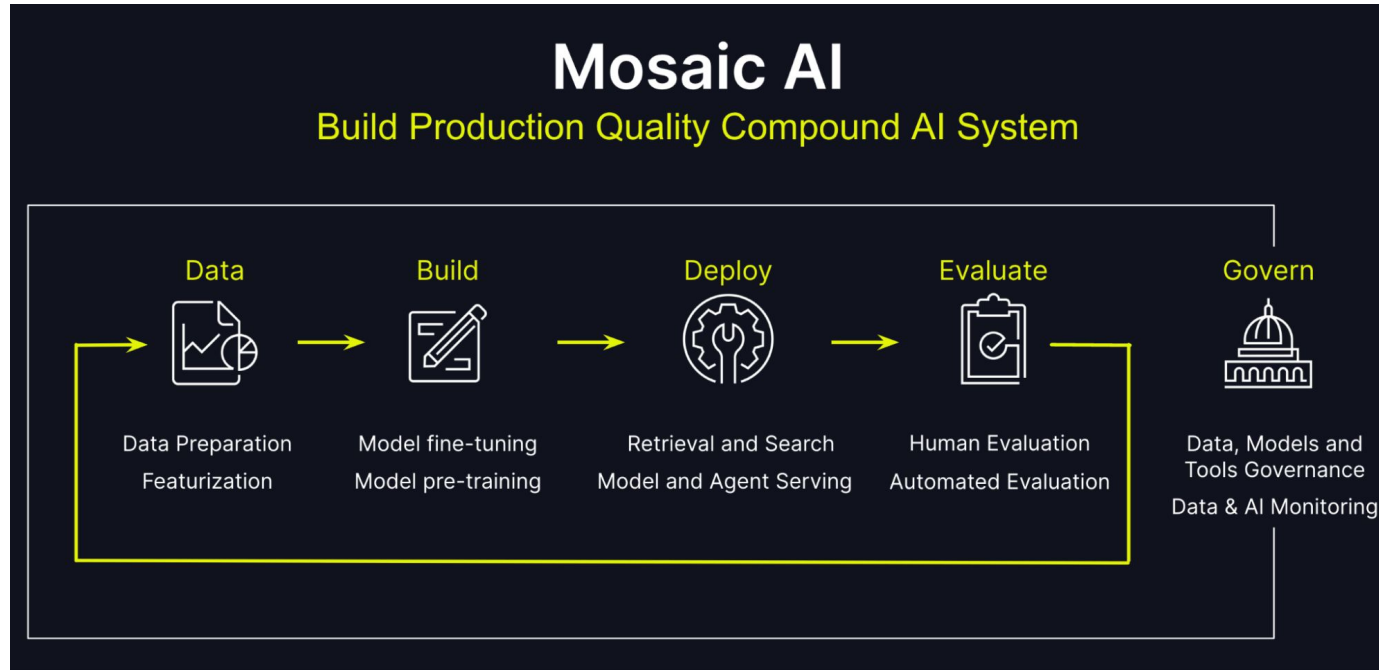 Mosaic AI
Build Production Quality Compound AI System
Data
Build
Deploy
Evaluate
Govern
Data Preparation
Featurization
Model fine-tuning
Model pre-training
Retrieval and Search
Model and Agent Serving
Human Evaluation
Automated Evaluation
Data, Models and
Tools Governance
Data & AI Monitoring